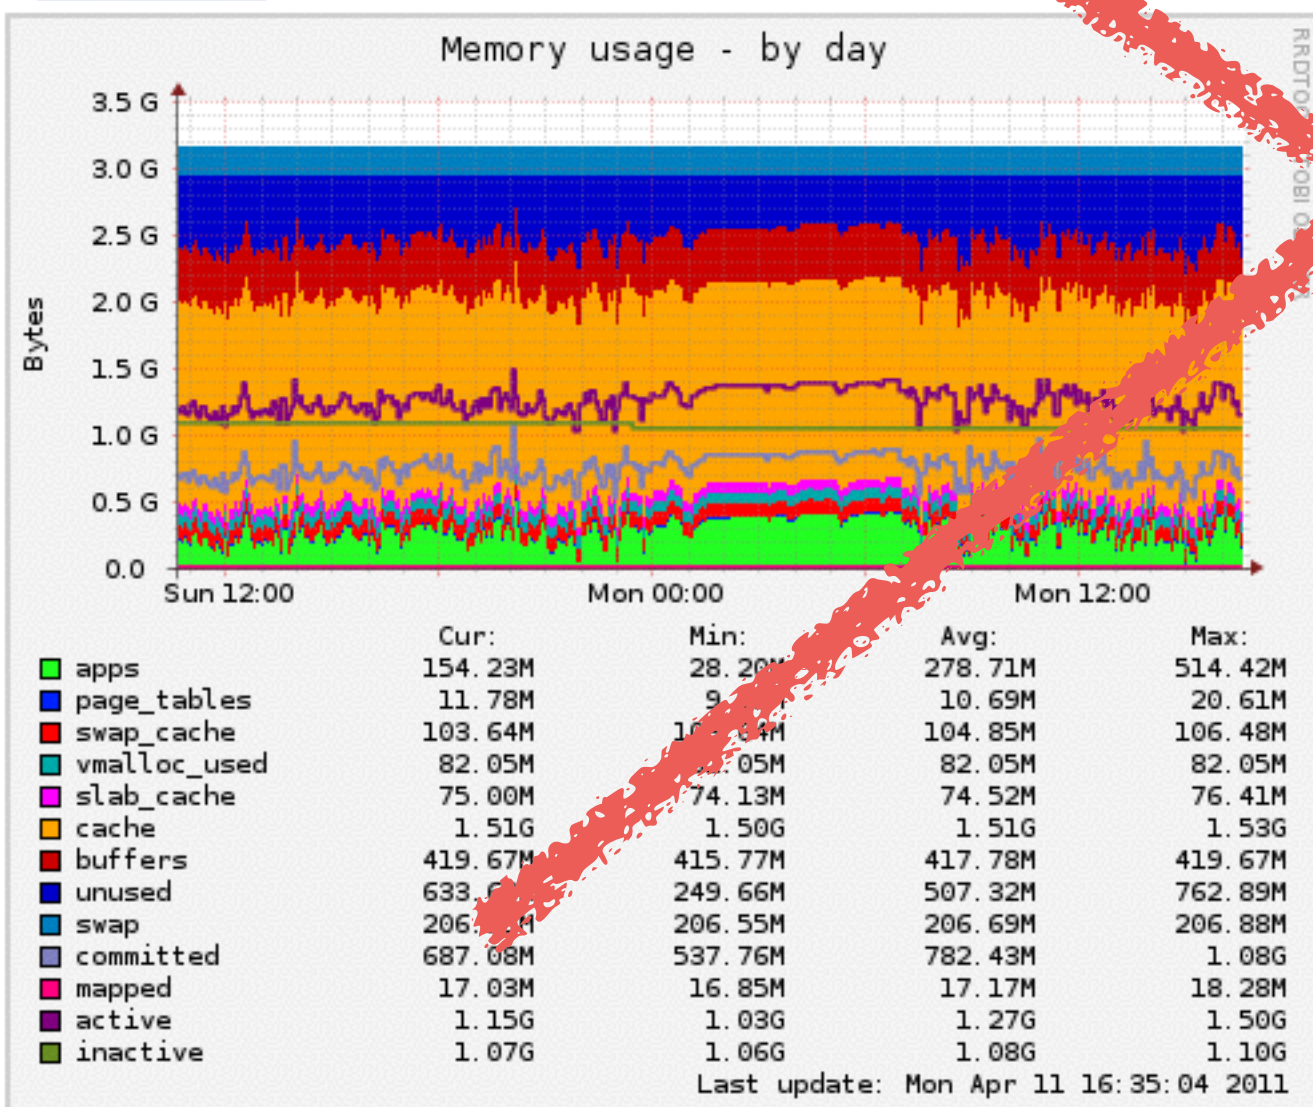 Memory usage - by day
Bytes
3.5 G
3.0 G
2.5 G
2.0 G
1.5 G
1.0 G
0.5 G
0.0
Sun 12:00 Mon 00:00 Mon 12:00
Cur: Min: Avg: Max:
apps 154.23M 28.20M 278.71M 514.42M
page_tables 11.78M 10.69M 20.61M
swap_cache 103.64M 104.85M 106.48M
vmalloc_used 82.05M 82.05M 82.05M
slab_cache 75.00M 74.13M 74.52M 76.41M
cache 1.51G 1.50G 1.51G 1.53G
buffers 419.67M 415.77M 417.78M 419.67M
unused 249.66M 507.32M 762.89M
swap 206.55M 206.69M 206.88M
committed 687.08M 537.76M 782.43M 1.08G
mapped 17.03M 16.85M 17.17M 18.28M
active 1.15G 1.03G 1.27G 1.50G
inactive 1.07G 1.06G 1.08G 1.10G
Last update: Mon Apr 11 16:35:04 2011